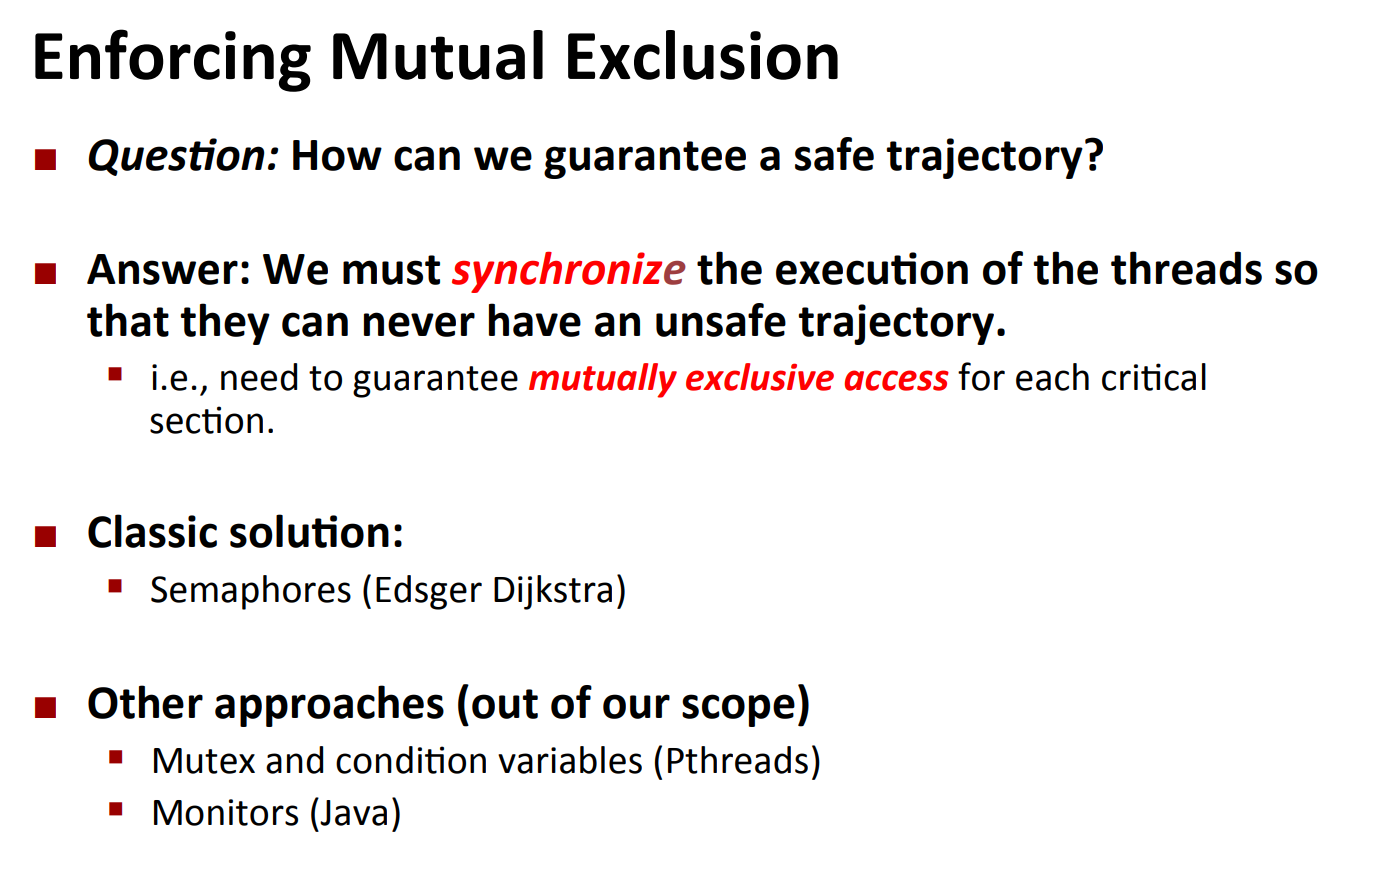 Enforcing Mutual Exclusion
Question: How can we guarantee a safe trajectory?
Answer: We must synchronize the execution of the threads so
that they can never have an unsafe trajectory.
i.e., need to guarantee mutually exclusive access for each critical
section.
Classic solution:
Semaphores (Edsger Dijkstra)
Other approaches (out of our scope)
Mutex and condition variables (Pthreads)
Monitors (Java)